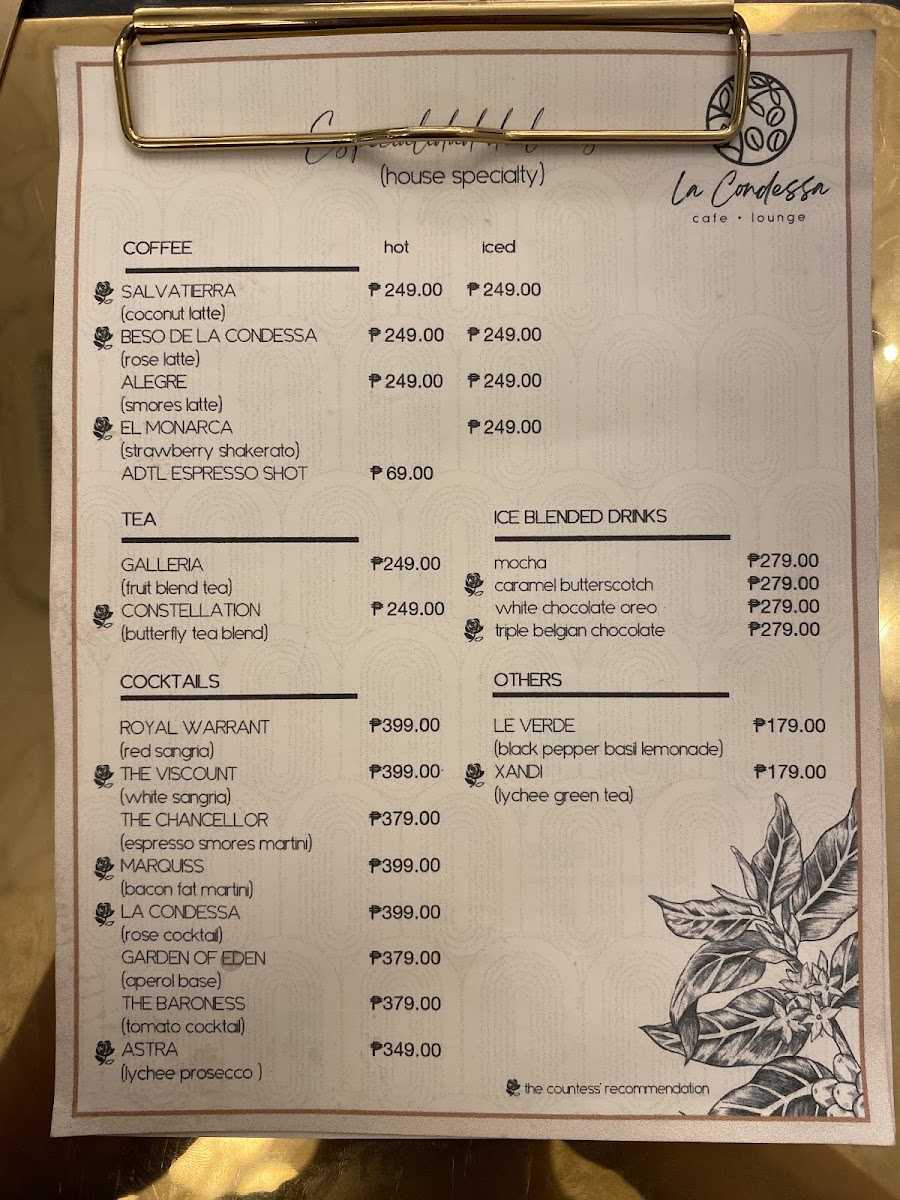 (house specialty)
La Condessa
cafe • lounge
COFFEE hot iced
SALVATIERRA ₱ 249.00 ₱ 249.00
(coconut latte)
BESO DE LA CONDESSA ₱ 249.00 ₱ 249.00
(rose latte)
ALEGRE ₱ 249.00 ₱ 249.00
(smores latte)
EL MONARCA ₱ 249.00
(strawberry shakerato)
ADTL ESPRESSO SHOT ₱ 69.00
TEA
GALLERIA ₱249.00
(fruit blend tea)
CONSTELLATION ₱ 249.00
(butterfly tea blend)
ICE BLENDED DRINKS
mocha ₱279.00
caramel butterscotch ₱279.00
white chocolate oreo ₱279.00
triple belgian chocolate ₱279.00
COCKTAILS
ROYAL WARRANT ₱399.00
(red sangria)
THE VISCOUNT ₱399.00
(white sangria)
THE CHANCELLOR ₱379.00
(espresso smores martini)
MARQUISS ₱399.00
(bacon fat martini)
LA CONDESSA ₱399.00
(rose cocktail)
GARDEN OF EDEN ₱379.00
(aperol base)
THE BARONESS ₱379.00
(tomato cocktail)
ASTRA ₱349.00
(lychee prosecco )
OTHERS
LE VERDE ₱179.00
(black pepper basil lemonade)
XANDI ₱179.00
(lychee green tea)
the countess' recommendation